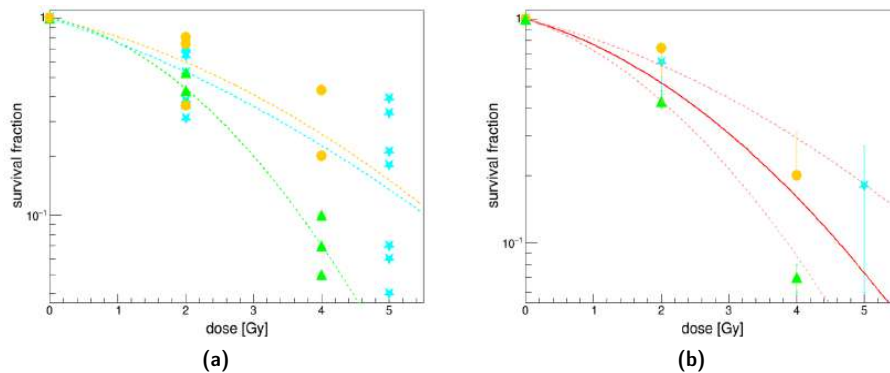 survival fraction
1
10⁻¹
0 1 2 3 4 5
dose [Gy]
(a)
survival fraction
1
10⁻¹
0 1 2 3 4 5
dose [Gy]
(b)